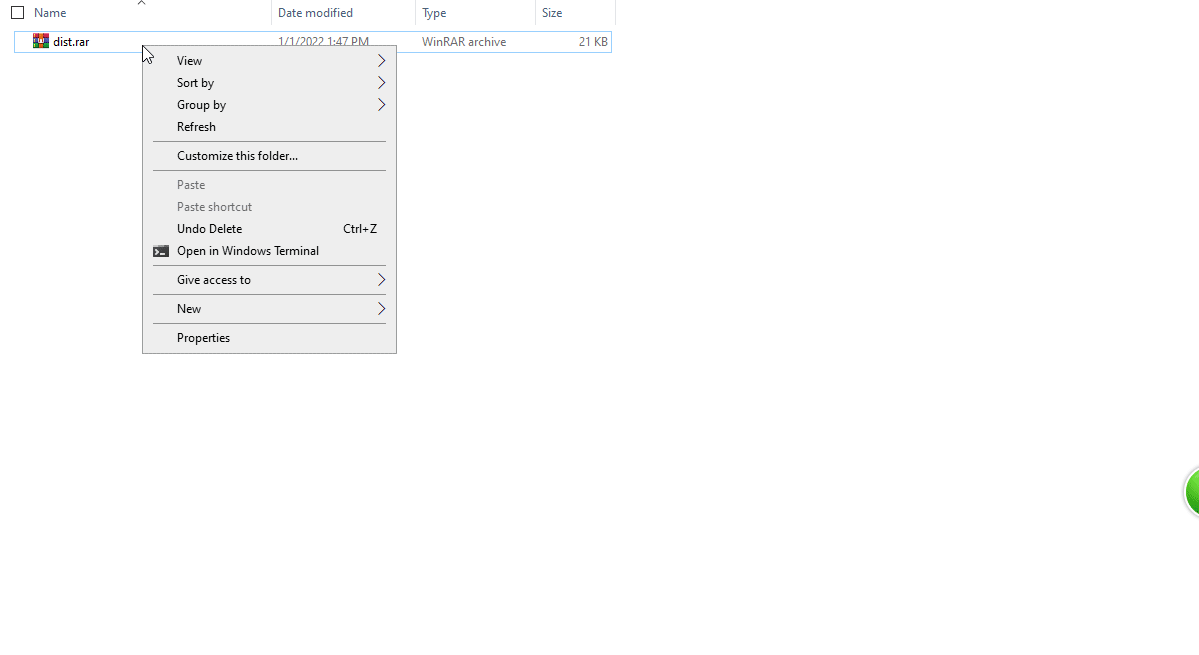 Name Date modified Type Size
dist.rar 1/1/2022 1:47 PM WinRAR archive 21 KB
View
Sort by
Group by
Refresh
Customize this folder...
Paste
Paste shortcut
Undo Delete Ctrl+Z
Open in Windows Terminal
Give access to
New
Properties